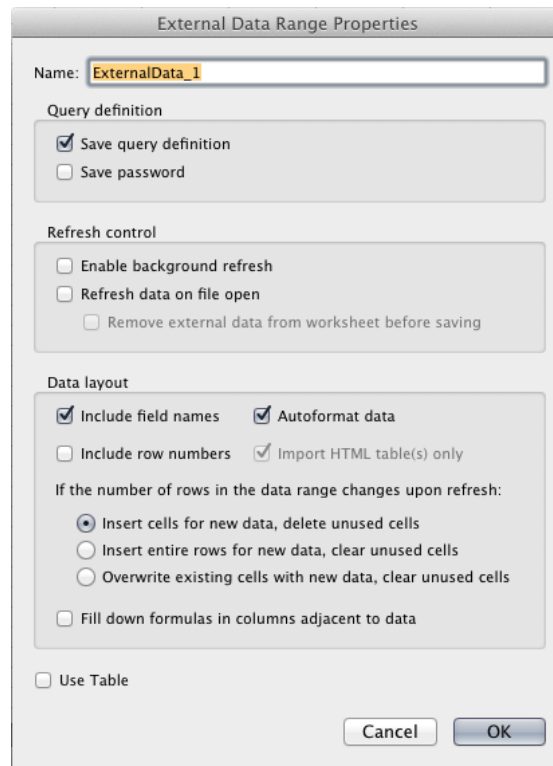 External Data Range Properties
Name: ExternalData_1
Query definition
Save query definition
Save password
Refresh control
Enable background refresh
Refresh data on file open
Remove external data from worksheet before saving
Data layout
Include field names Autoformat data
Include row numbers Import HTML table(s) only
If the number of rows in the data range changes upon refresh:
Insert cells for new data, delete unused cells
Insert entire rows for new data, clear unused cells
Overwrite existing cells with new data, clear unused cells
Fill down formulas in columns adjacent to data
Use Table
Cancel OK